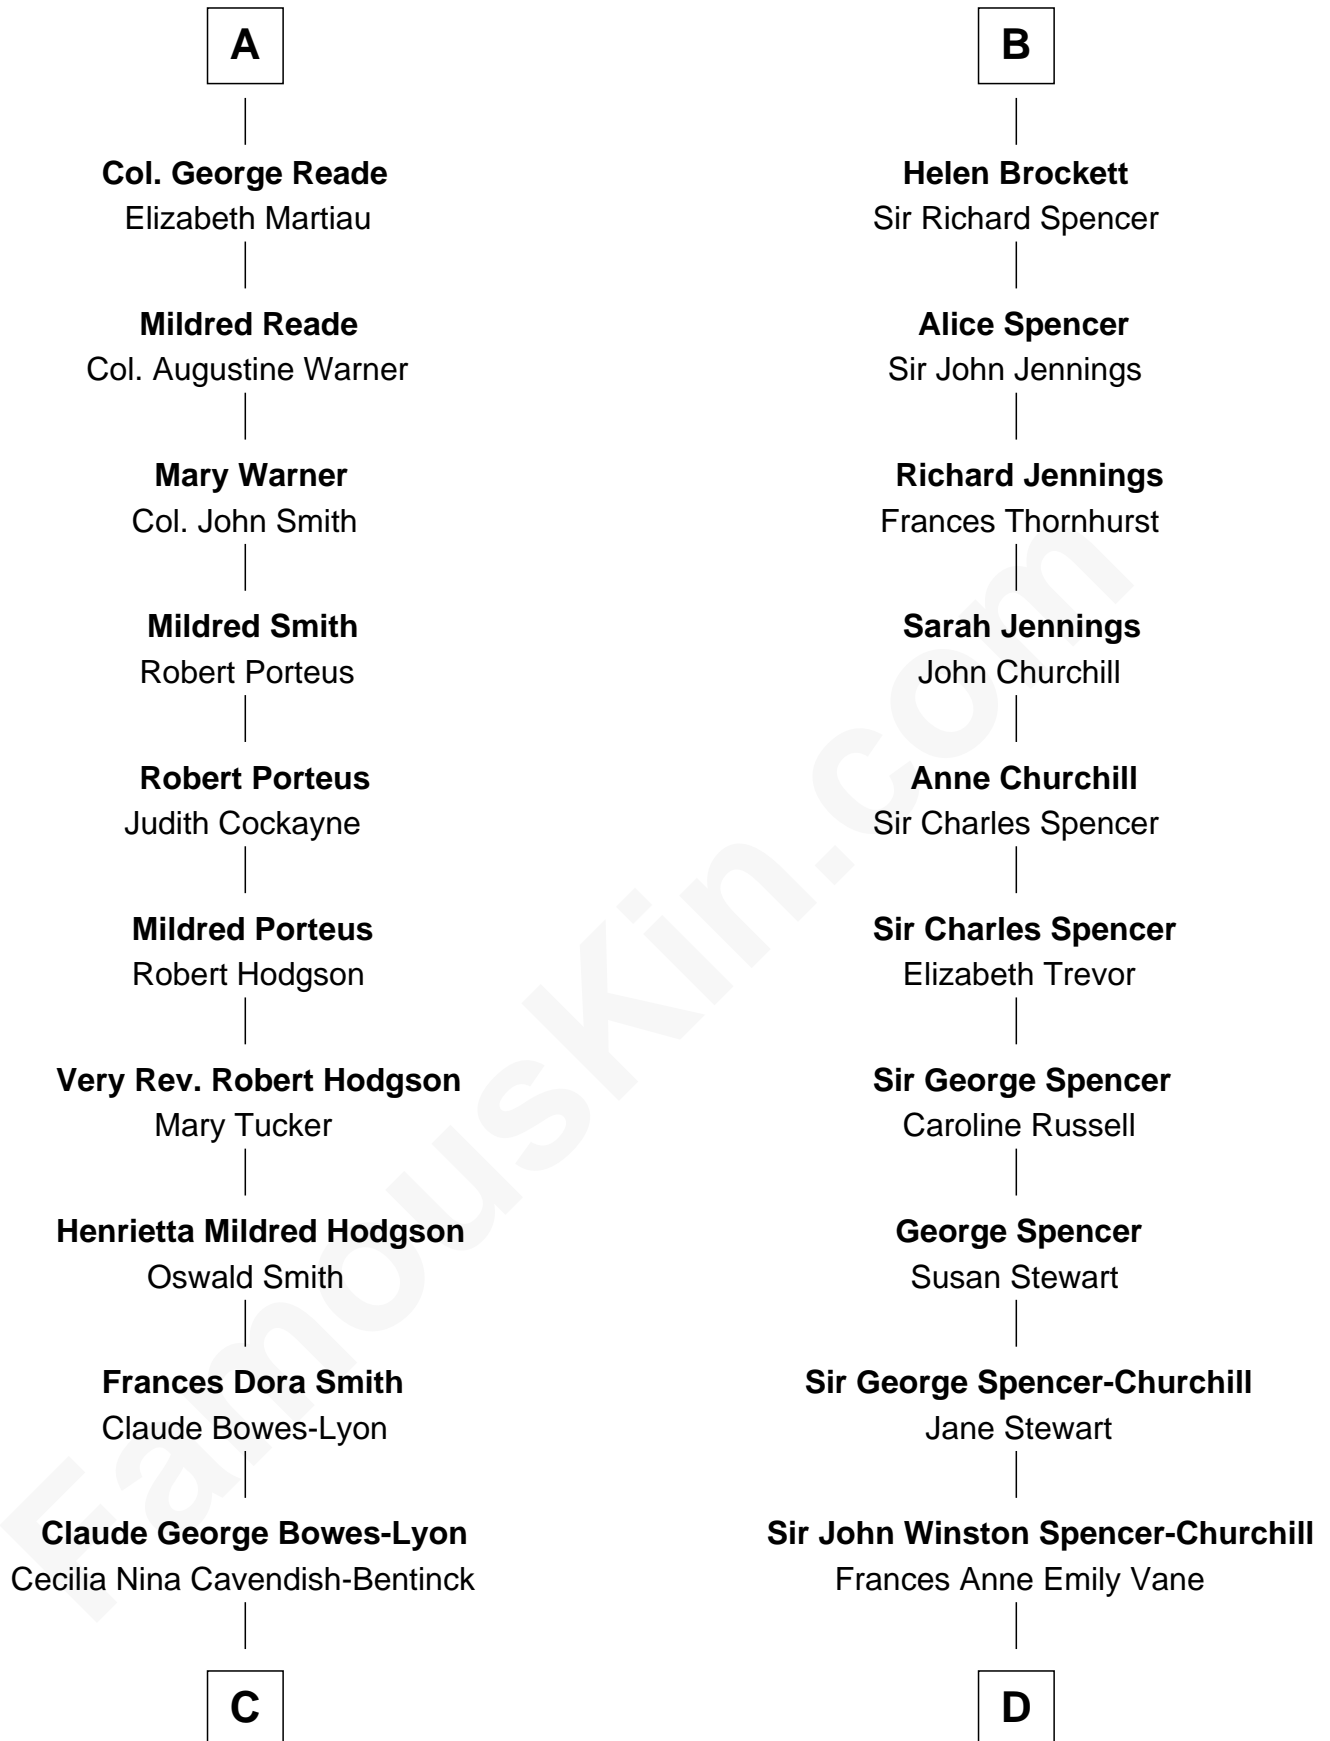 A
Col. George Reade
Elizabeth Martiau
Mildred Reade
Col. Augustine Warner
Mary Warner
Col. John Smith
Mildred Smith
Robert Porteus
Robert Porteus
Judith Cockayne
Mildred Porteus
Robert Hodgson
Very Rev. Robert Hodgson
Mary Tucker
Henrietta Mildred Hodgson
Oswald Smith
Frances Dora Smith
Claude Bowes-Lyon
Claude George Bowes-Lyon
Cecilia Nina Cavendish-Bentinck
C
B
Helen Brockett
Sir Richard Spencer
Alice Spencer
Sir John Jennings
Richard Jennings
Frances Thornhurst
Sarah Jennings
John Churchill
Anne Churchill
Sir Charles Spencer
Sir Charles Spencer
Elizabeth Trevor
Sir George Spencer
Caroline Russell
George Spencer
Susan Stewart
Sir George Spencer-Churchill
Jane Stewart
Sir John Winston Spencer-Churchill
Frances Anne Emily Vane
D
FamousKin.com